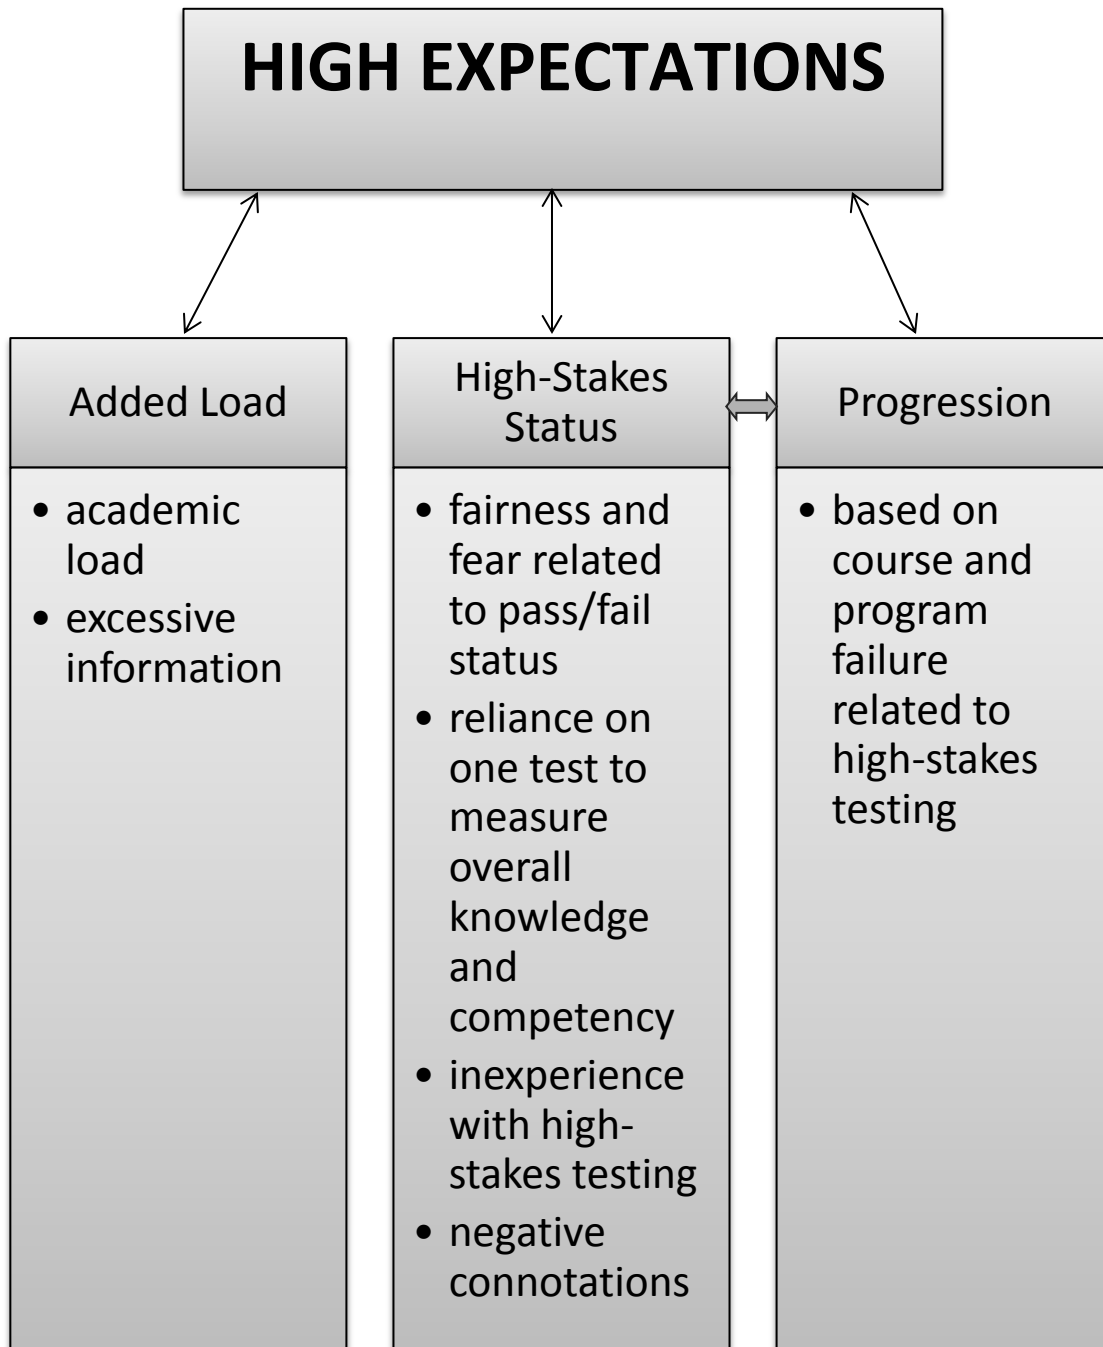 HIGH EXPECTATIONS
Added Load
• academic
load
• excessive
information
High-Stakes
Status
• fairness and
fear related
to pass/fail
status
• reliance on
one test to
measure
overall
knowledge
and
competency
• inexperience
with high-
stakes testing
• negative
connotations
Progression
• based on
course and
program
failure
related to
high-stakes
testing